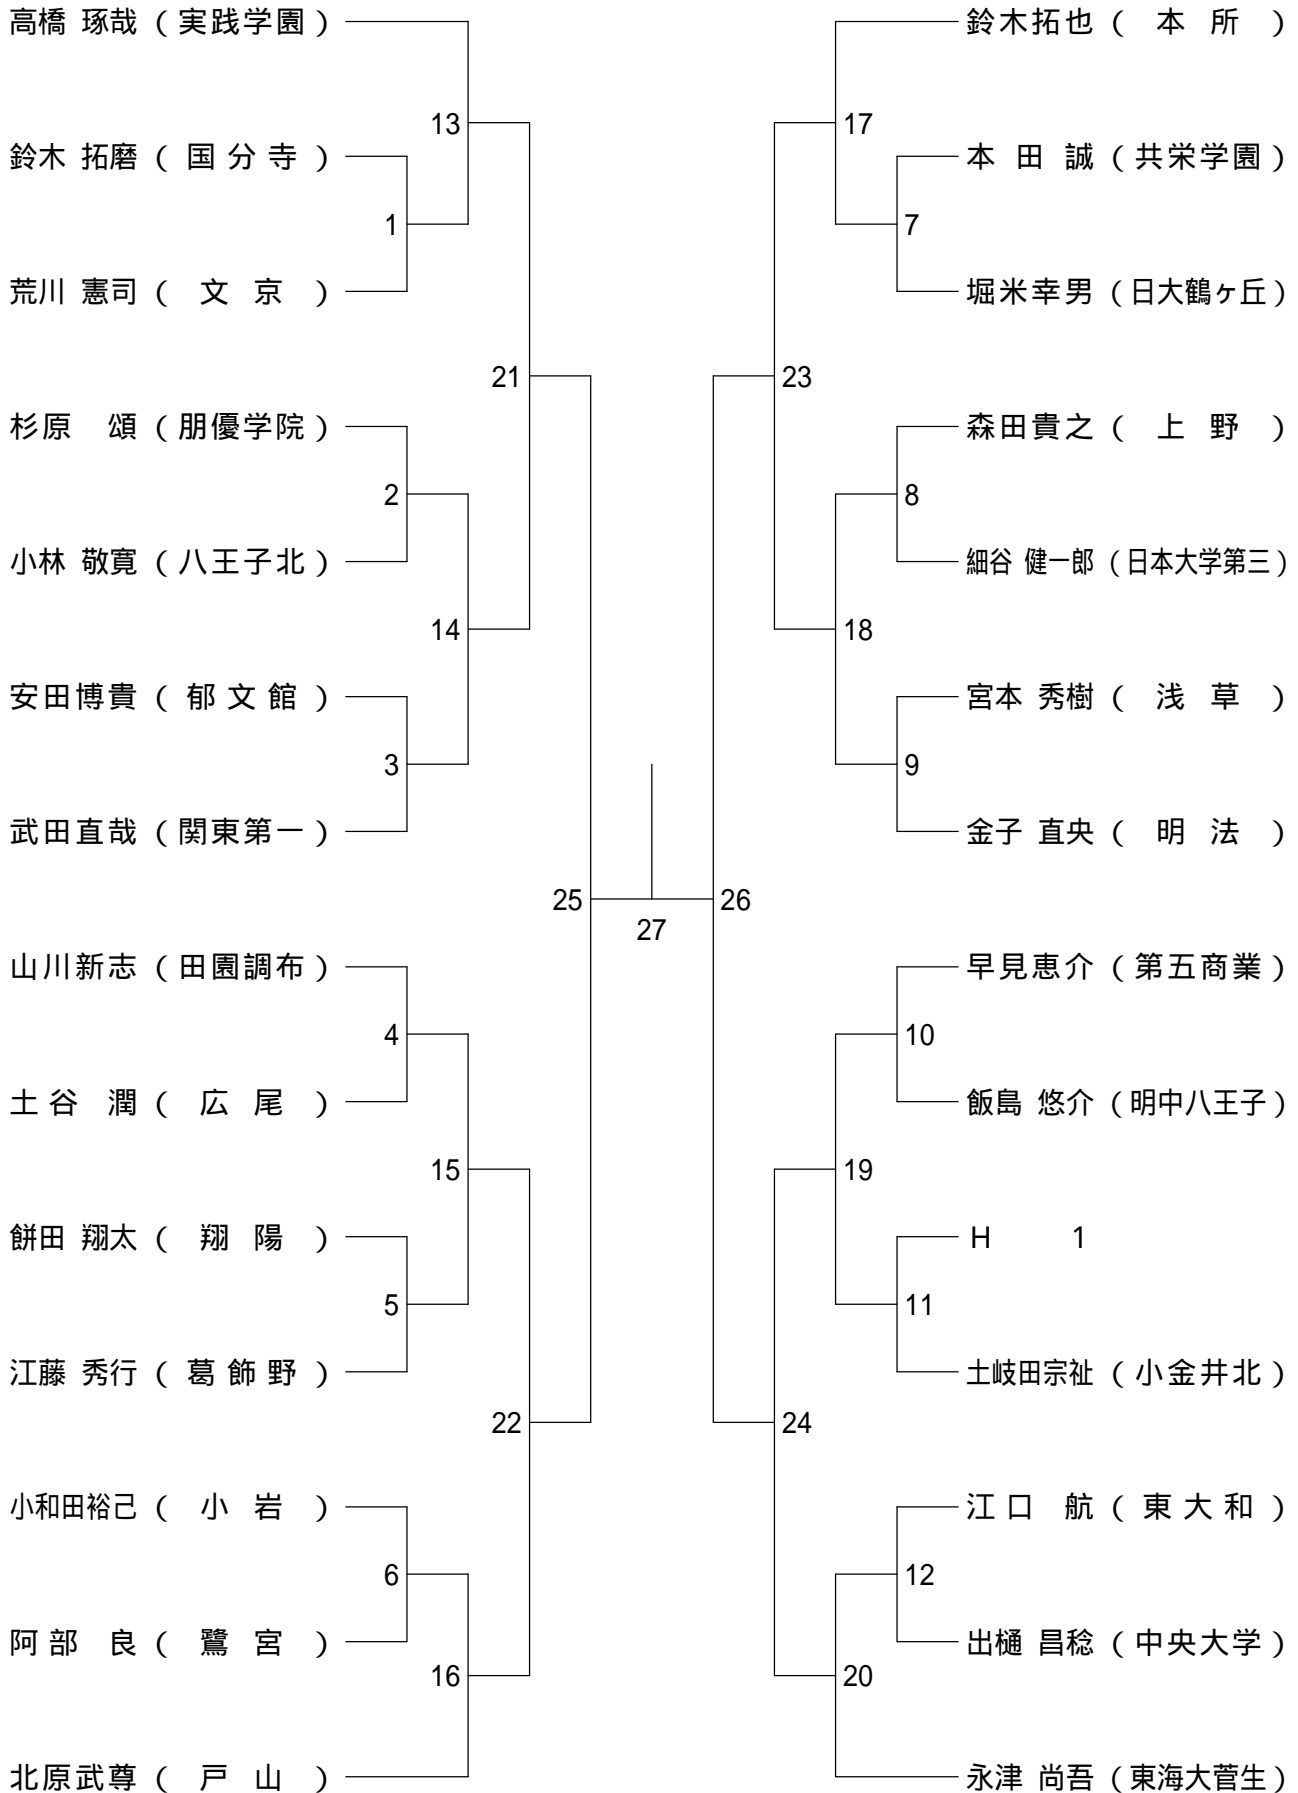 高橋 琢哉 ( 実践学園 )
鈴木 拓磨 ( 国 分 寺 )
荒川 憲司 ( 文 京 )
杉原 頌 ( 朋優学院 )
小林 敬寛 ( 八王子北 )
安田博貴 ( 郁 文 館 )
武田直哉 ( 関東第一 )
山川新志 ( 田園調布 )
土 谷 潤 ( 広 尾 )
餅田 翔太 ( 翔 陽 )
江藤 秀行 ( 葛 飾 野 )
小和田裕己 ( 小 岩 )
阿 部 良 ( 鷺 宮 )
北原武尊 ( 戸 山 )
1
2
3
4
5
6
13
14
15
16
21
22
25
27
26
23
24
17
18
19
20
7
8
9
10
11
12
鈴木拓也 ( 本 所 )
本 田 誠 ( 共栄学園 )
堀米幸男 ( 日大鶴ヶ丘 )
森田貴之 ( 上 野 )
細谷 健一郎 ( 日本大学第三 )
宮本 秀樹 ( 浅 草 )
金子 直央 ( 明 法 )
早見恵介 ( 第五商業 )
飯島 悠介 ( 明中八王子 )
H 1
土岐田宗祉 ( 小金井北 )
江 口 航 ( 東 大 和 )
出樋 昌稔 ( 中央大学 )
永津 尚吾 ( 東海大菅生 )